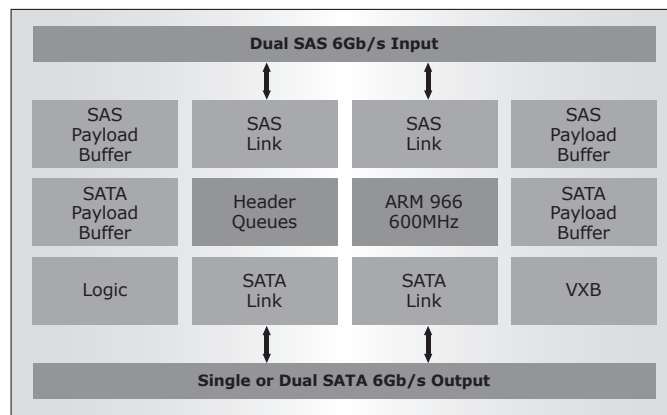 Dual SAS 6Gb/s Input
SAS
Payload
Buffer
SAS
Link
SAS
Link
SAS
Payload
Buffer
SATA
Payload
Buffer
Header
Queues
ARM 966
600MHz
SATA
Payload
Buffer
Logic
SATA
Link
SATA
Link
VXB
Single or Dual SATA 6Gb/s Output